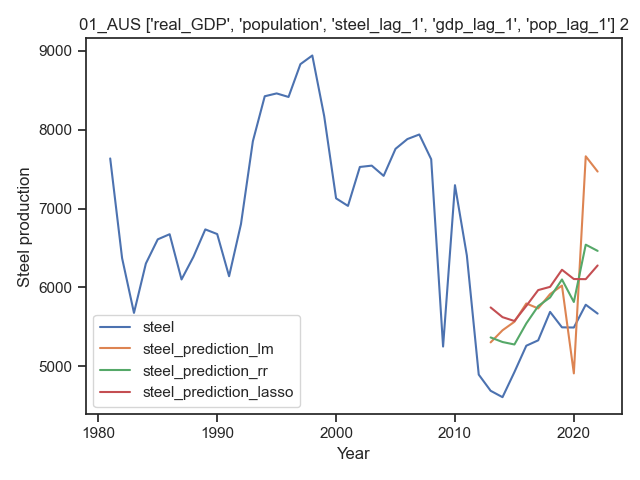 01_AUS ['real_GDP', 'population', 'steel_lag_1', 'gdp_lag_1', 'pop_lag_1'] 2
9000
8000
7000
6000
5000
Steel production
steel
steel_prediction_lm
steel_prediction_rr
steel_prediction_lasso
1980
1990
2000
2010
2020
Year